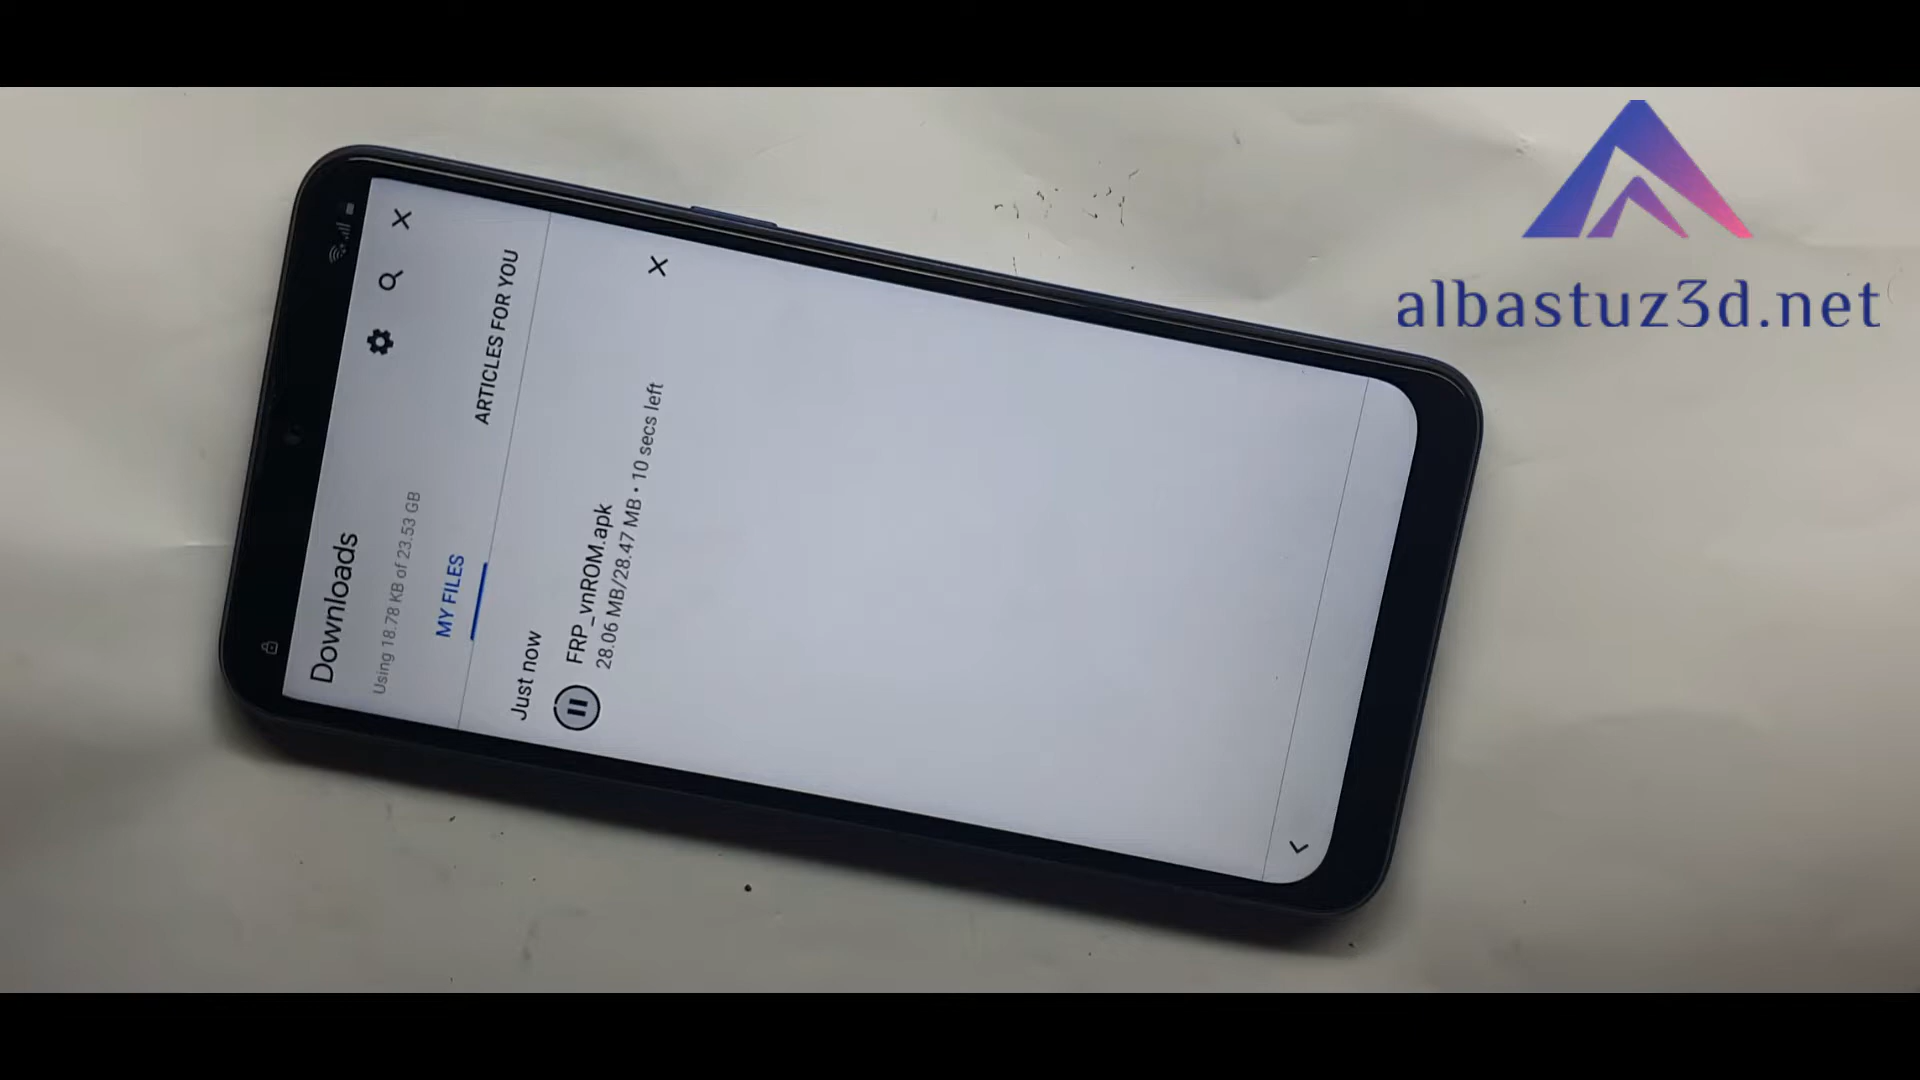 Downloads
Using 18.78 KB of 23.53 GB
MY FILES
ARTICLES FOR YOU
Just now
FRP_vnROM.apk
28.06 MB/28.47 MB • 10 secs left
albastuz3d.net